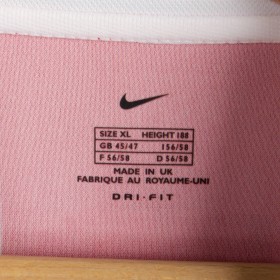 SIZE XL HEIGHT 188
GB 45/47 I 56/58
F 56/58 D 56/58
MADE IN UK
FABRIQUE AU ROYAUME-UNI
DRI-FIT